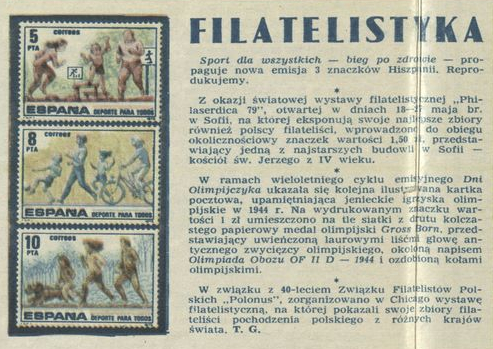 FILATELISTYKA
5
PTA
correos
ESPAÑA DEPORTE PARA TODOS
8
PTA
correos
ESPAÑA DEPORTE PARA TODOS
10
PTA
correos
ESPAÑA DEPORTE PARA TODOS
Sport dla wszystkich — bieg po zdrowie — pro-
paguje nowa emisja 3 znaczków Hiszpanii. Repro-
dukujemy.
*
Z okazji światowej wystawy filatelistycznej „Phi-
laserdica 79", otwartej w dniach 18–27 maja br.
w Sofii, na której eksponują swoje najlepsze zbiory
również polscy filateliści, wprowadzono do obiegu
okolicznościowy znaczek wartości 1,50 zł, przedsta-
wiający jedną z najstarszych budowli w Sofii —
kościół św. Jerzego z IV wieku.
*
W ramach wieloletniego cyklu emisyjnego Dni
Olimpijczyka ukazała się kolejna ilustrowana kartka
pocztowa, upamiętniająca jenieckie igrzyska olim-
pijskie w 1944 r. Na wydrukowanym znaczku war-
tości 1 zł umieszczono na tle siatki z drutu kolcza-
stego papierowy medal olimpijski Gross Born, przed-
stawiający uwieńczoną laurowymi liśćmi głowę an-
tycznego zwycięzcy olimpijskiego, okoloną napisem
Olimpiada Obozu OF II D — 1944 i ozdobioną kołami
olimpijskimi.
*
W związku z 40-leciem Związku Filatelistów Pol-
skich „Polonus", zorganizowano w Chicago wystawę
filatelistyczną, na której pokazali swoje zbiory fila-
teliści pochodzenia polskiego z różnych krajów
świata. T. G.